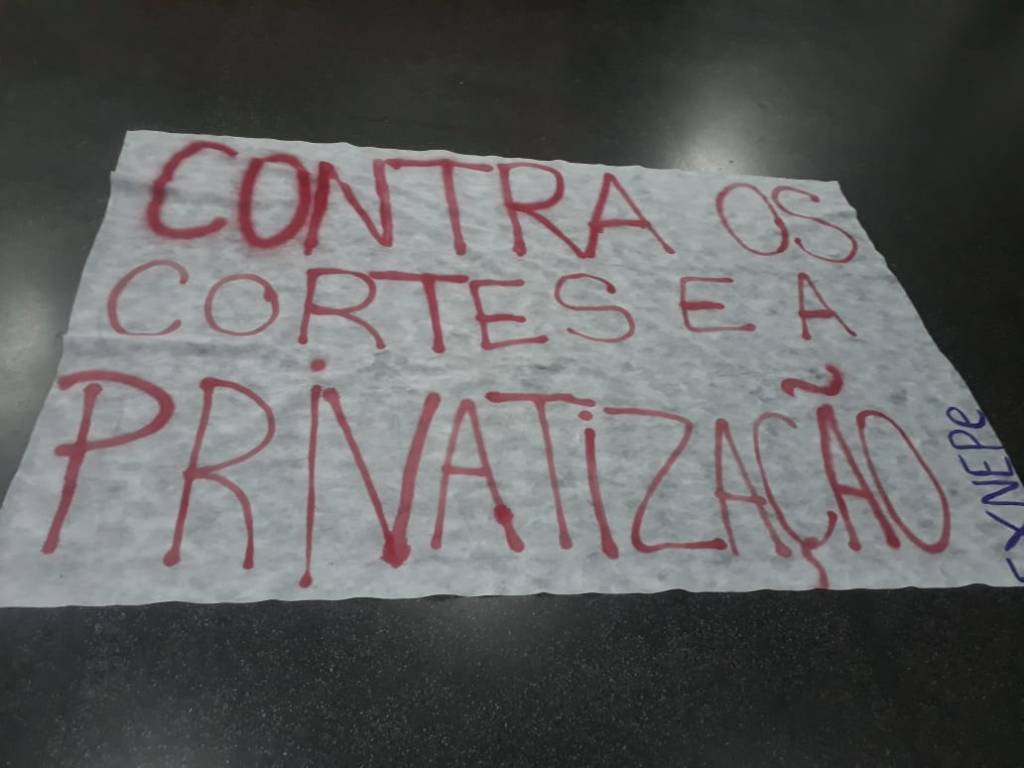 CONTRA OS
CORTES E A
PRIVATIZAÇÃO
EXNEPe